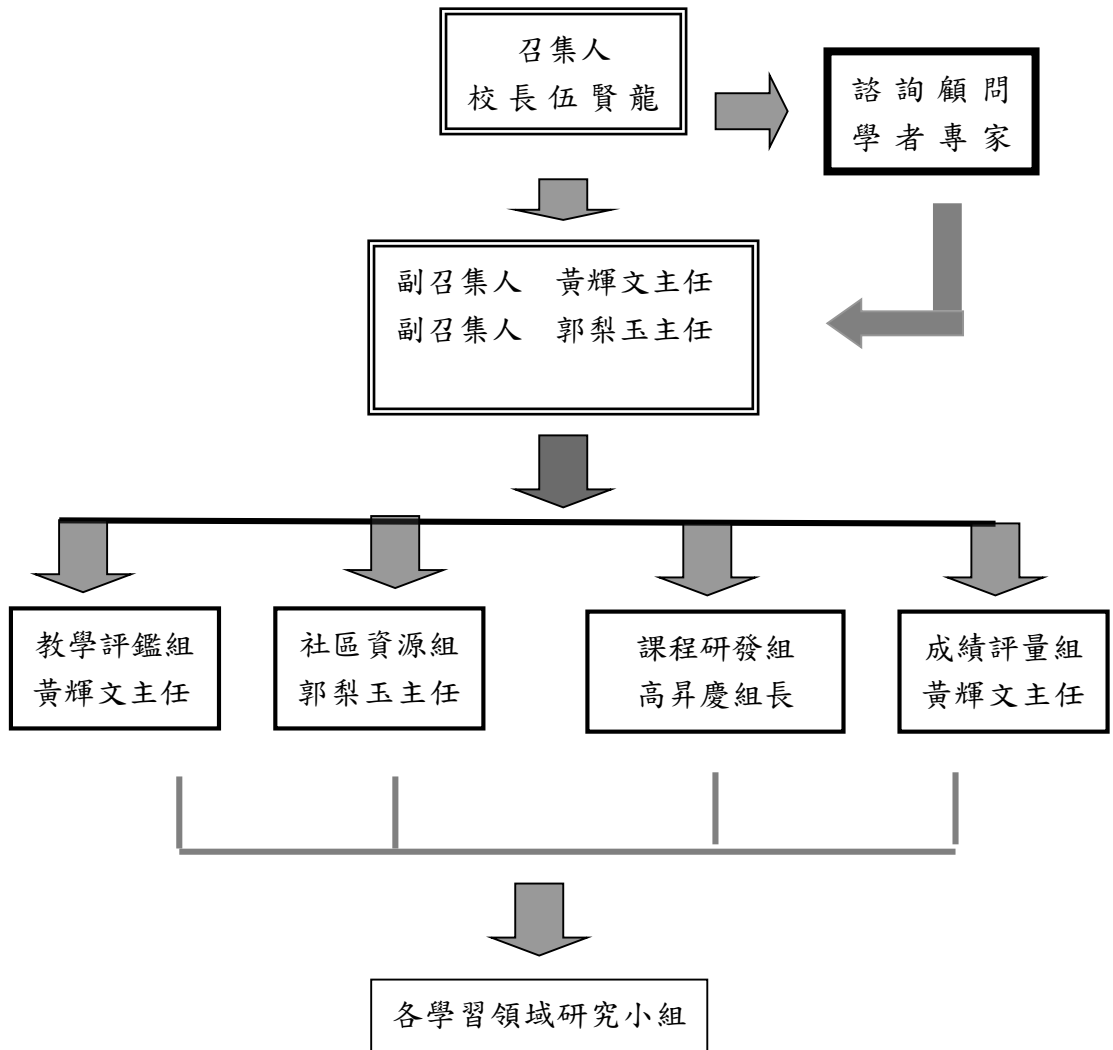 召集人
校長伍賢龍
諮詢顧問
學者專家
副召集人　黃輝文主任
副召集人　郭梨玉主任
教學評鑑組
黃輝文主任
社區資源組
郭梨玉主任
課程研發組
高昇慶組長
成績評量組
黃輝文主任
各學習領域研究小組